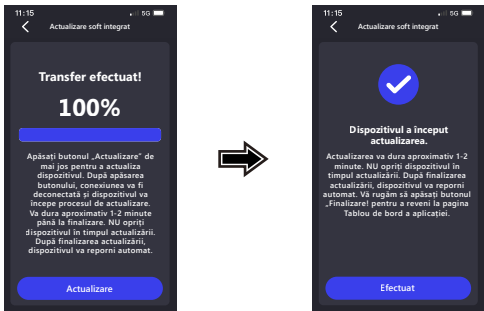 11:15
5G
Actualizare soft integrat
Transfer efectuat!
100%
Apăsați butonul „Actualizare” de
mai jos pentru a actualiza
dispozitivul. După apăsarea
butonului, conexiunea va fi
deconectată și dispozitivul va
începe procesul de actualizare.
Va dura aproximativ 1-2 minute
până la finalizare. NU opriți
dispozitivul în timpul actualizării.
După finalizarea actualizării,
dispozitivul va reporni automat.
Actualizare
11:15
5G
Actualizare soft integrat
Dispozitivul a început
actualizarea.
Actualizarea va dura aproximativ 1-2
minute. NU opriți dispozitivul în
timpul actualizării. După finalizarea
actualizării, dispozitivul va reporni
automat. Vă rugăm să apăsați butonul
„Finalizare! pentru a reveni la pagina
Tablou de bord a aplicației.
Efectuat